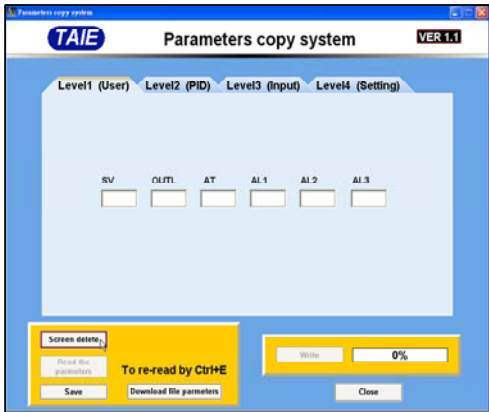 Parameters copy system
TAIE
Parameters copy system
VER 1.1
Level1 (User) Level2 (PID) Level3 (Input) Level4 (Setting)
SV OUTL AT AL1 AL2 AL3
Screen delete
Read the
parmeters
To re-read by Ctrl+E
Save
Download file parmeters
Write
0%
Close